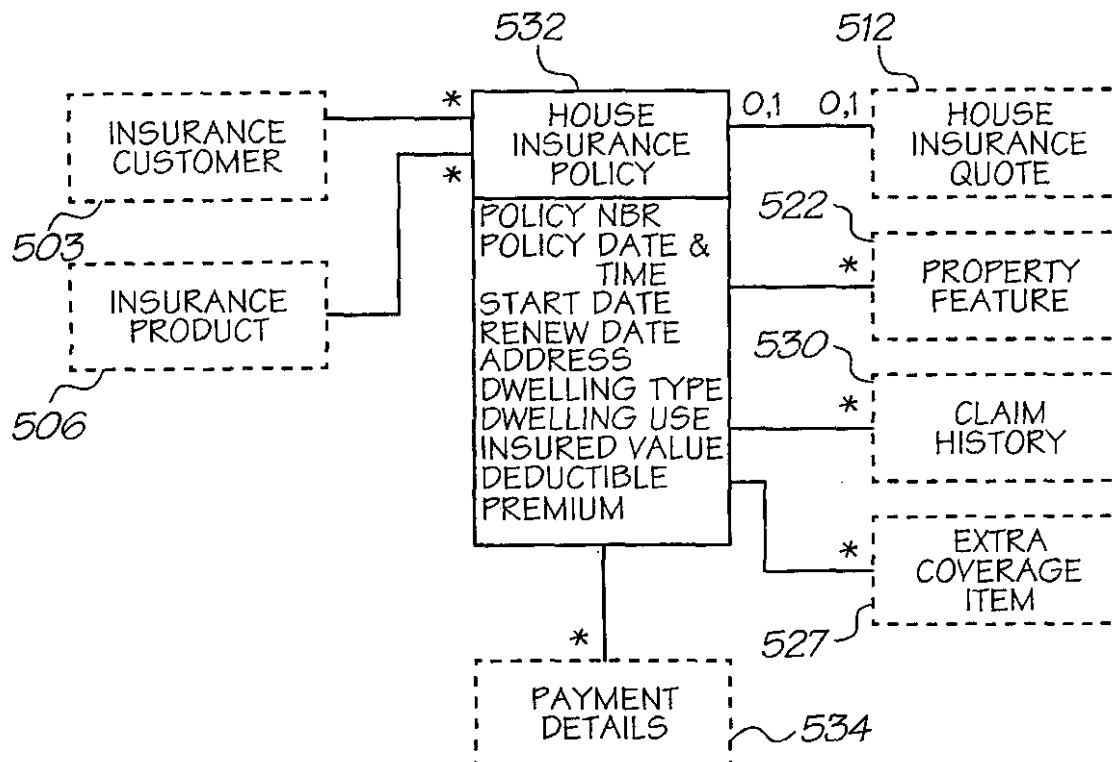 532
512
INSURANCE
CUSTOMER
503
*
*
HOUSE
INSURANCE
POLICY
0,1 0,1
HOUSE
INSURANCE
QUOTE
INSURANCE
PRODUCT
506
POLICY NBR
POLICY DATE &
TIME
START DATE
RENEW DATE
ADDRESS
DWELLING TYPE
DWELLING USE
INSURED VALUE
DEDUCTIBLE
PREMIUM
522
*
PROPERTY
FEATURE
530
*
CLAIM
HISTORY
*
EXTRA
COVERAGE
ITEM
527
*
PAYMENT
DETAILS
534